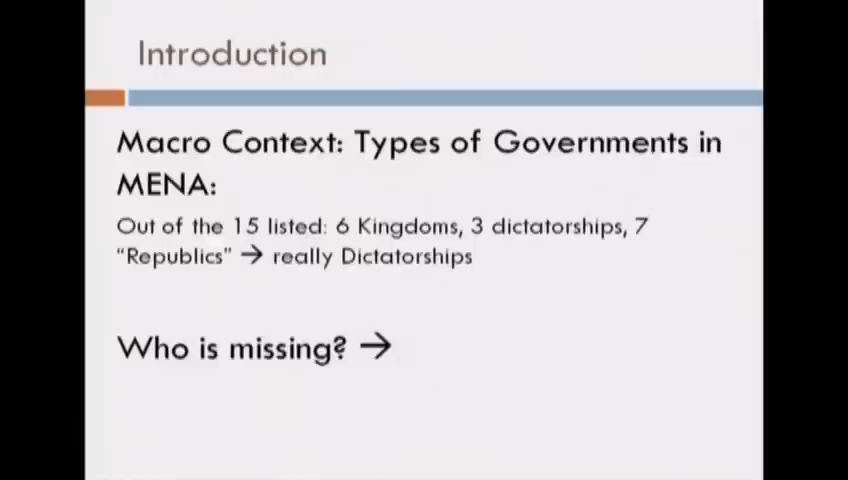 Introduction
Macro Context: Types of Governments in
MENA:
Out of the 15 listed: 6 Kingdoms, 3 dictatorships, 7
“Republics” → really Dictatorships
Who is missing? →